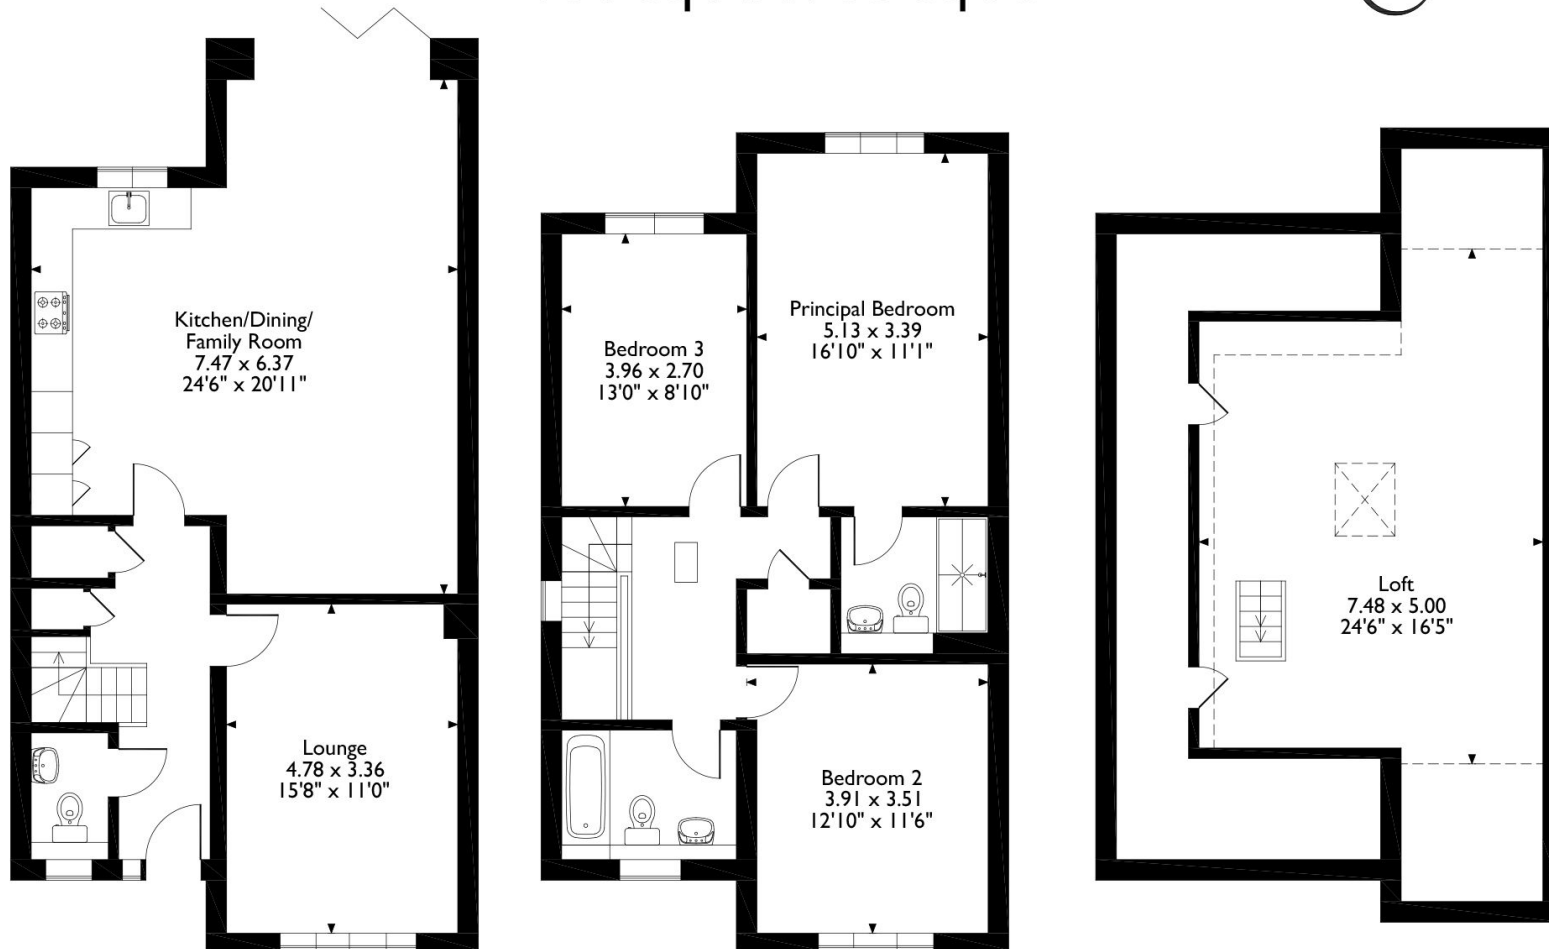 Kitchen/Dining/
Family Room
7.47 x 6.37
24'6" x 20'11"
Lounge
4.78 x 3.36
15'8" x 11'0"
Bedroom 3
3.96 x 2.70
13'0" x 8'10"
Principal Bedroom
5.13 x 3.39
16'10" x 11'1"
Bedroom 2
3.91 x 3.51
12'10" x 11'6"
Loft
7.48 x 5.00
24'6" x 16'5"